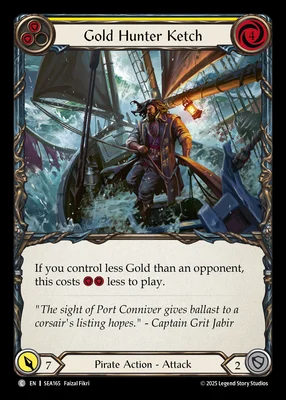 Gold Hunter Ketch
If you control less Gold than an opponent,
this costs less to play.
"The sight of Port Conniver gives ballast to a
corsair's listing hopes." - Captain Grit Jabir
7
Pirate Action - Attack
2
C EN SEA165 Faizal Fikri
© 2025 Legend Story Studios